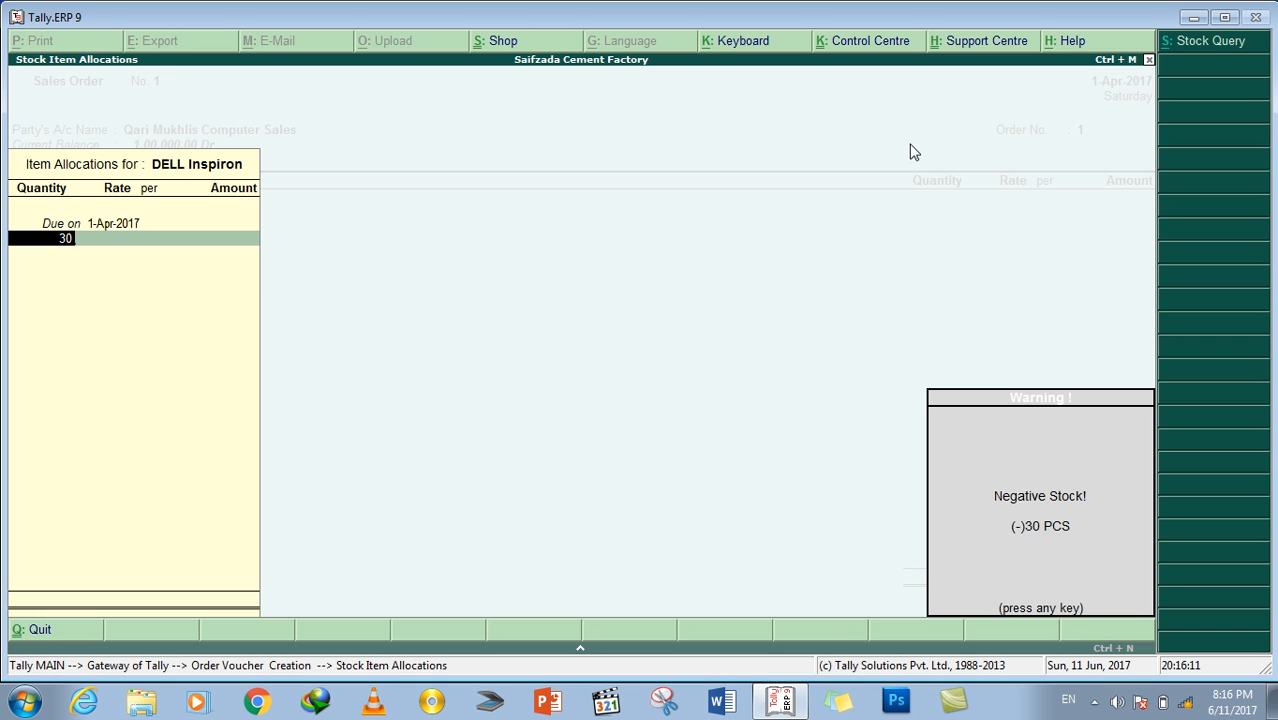 Tally.ERP 9
P: Print E: Export M: E-Mail O: Upload S: Shop G: Language K: Keyboard K: Control Centre H: Support Centre H: Help S: Stock Query
Stock Item Allocations Saifzada Cement Factory Ctrl + M
Sales Order No. 1 1-Apr-2017
Saturday
Party's A/c Name : Qari Mukhlis Computer Sales Order No. : 1
Current Balance : 1,00,000.00 Dr
Item Allocations for : DELL Inspiron
Quantity Rate per Amount Quantity Rate per Amount
Due on 1-Apr-2017
30
Warning !
Negative Stock!
(-)30 PCS
(press any key)
Q: Quit
Ctrl + N
Tally MAIN --> Gateway of Tally --> Order Voucher Creation --> Stock Item Allocations (c) Tally Solutions Pvt. Ltd., 1988-2013 Sun, 11 Jun, 2017 20:16:11
EN 8:16 PM
6/11/2017
321
W
Tally ERP 9
Ps